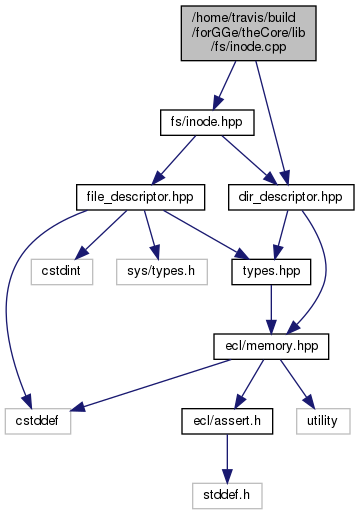 /home/travis/build
/forGGe/theCore/lib
/fs/inode.cpp
fs/inode.hpp
file_descriptor.hpp
dir_descriptor.hpp
cstdint
sys/types.h
types.hpp
ecl/memory.hpp
cstddef
ecl/assert.h
utility
stddef.h